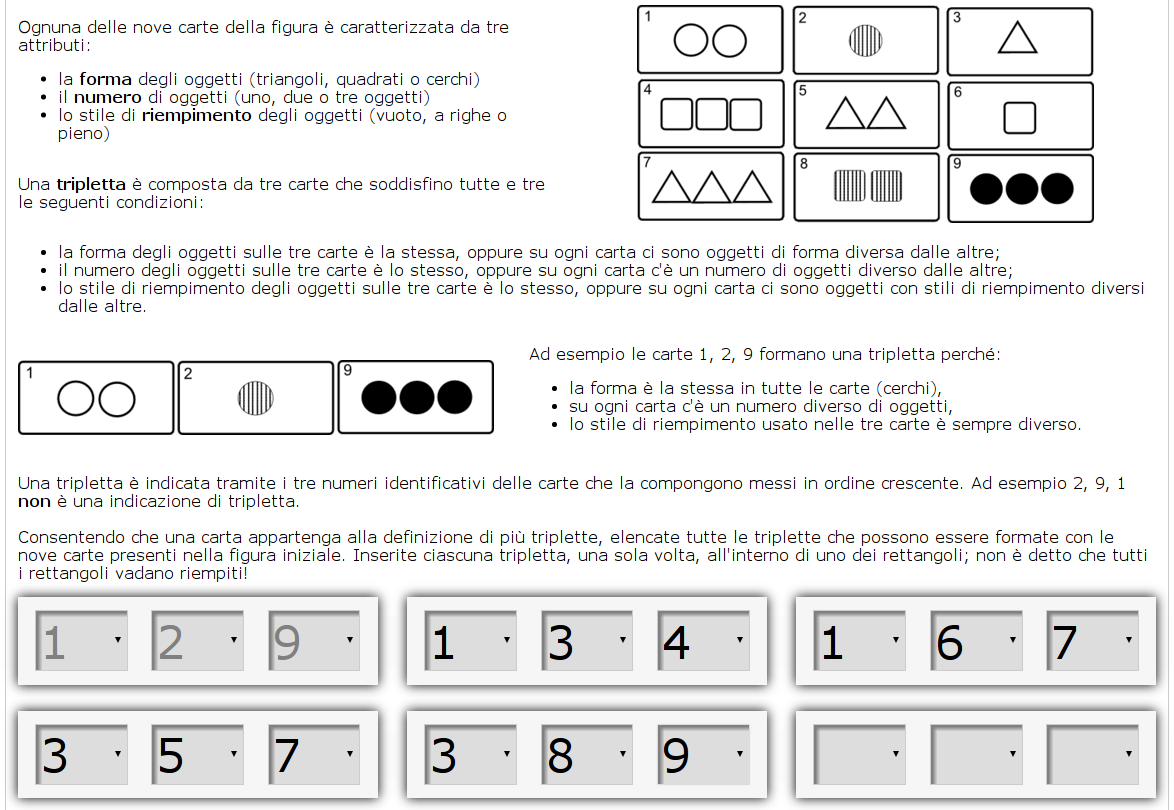 Ognuna delle nove carte della figura è caratterizzata da tre
attributi:
• la forma degli oggetti (triangoli, quadrati o cerchi)
• il numero di oggetti (uno, due o tre oggetti)
• lo stile di riempimento degli oggetti (vuoto, a righe o
pieno)
Una tripletta è composta da tre carte che soddisfino tutte e tre
le seguenti condizioni:
1 2 3
4 5 6
7 8 9
• la forma degli oggetti sulle tre carte è la stessa, oppure su ogni carta ci sono oggetti di forma diversa dalle altre;
• il numero degli oggetti sulle tre carte è lo stesso, oppure su ogni carta c'è un numero di oggetti diverso dalle altre;
• lo stile di riempimento degli oggetti sulle tre carte è lo stesso, oppure su ogni carta ci sono oggetti con stili di riempimento diversi
dalle altre.
1 2 9
Ad esempio le carte 1, 2, 9 formano una tripletta perché:
• la forma è la stessa in tutte le carte (cerchi),
• su ogni carta c'è un numero diverso di oggetti,
• lo stile di riempimento usato nelle tre carte è sempre diverso.
Una tripletta è indicata tramite i tre numeri identificativi delle carte che la compongono messi in ordine crescente. Ad esempio 2, 9, 1
non è una indicazione di tripletta.
Consentendo che una carta appartenga alla definizione di più triplette, elencate tutte le triplette che possono essere formate con le
nove carte presenti nella figura iniziale. Inserite ciascuna tripletta, una sola volta, all'interno di uno dei rettangoli; non è detto che tutti
i rettangoli vadano riempiti!
1 2 9 1 3 4 1 6 7
3 5 7 3 8 9